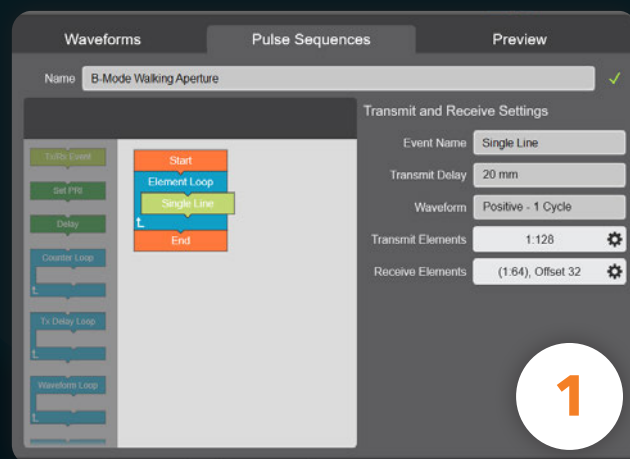 Waveforms
Pulse Sequences
Preview
Name
B-Mode Walking Aperture
Transmit and Receive Settings
Event Name
Single Line
Transmit Delay
20 mm
Waveform
Positive - 1 Cycle
Transmit Elements
1:128
Receive Elements
(1:64), Offset 32
Tx/Rx Event
Set PRI
Delay
Counter Loop
Tx Delay Loop
Waveform Loop
Start
Element Loop
Single Line
End
1